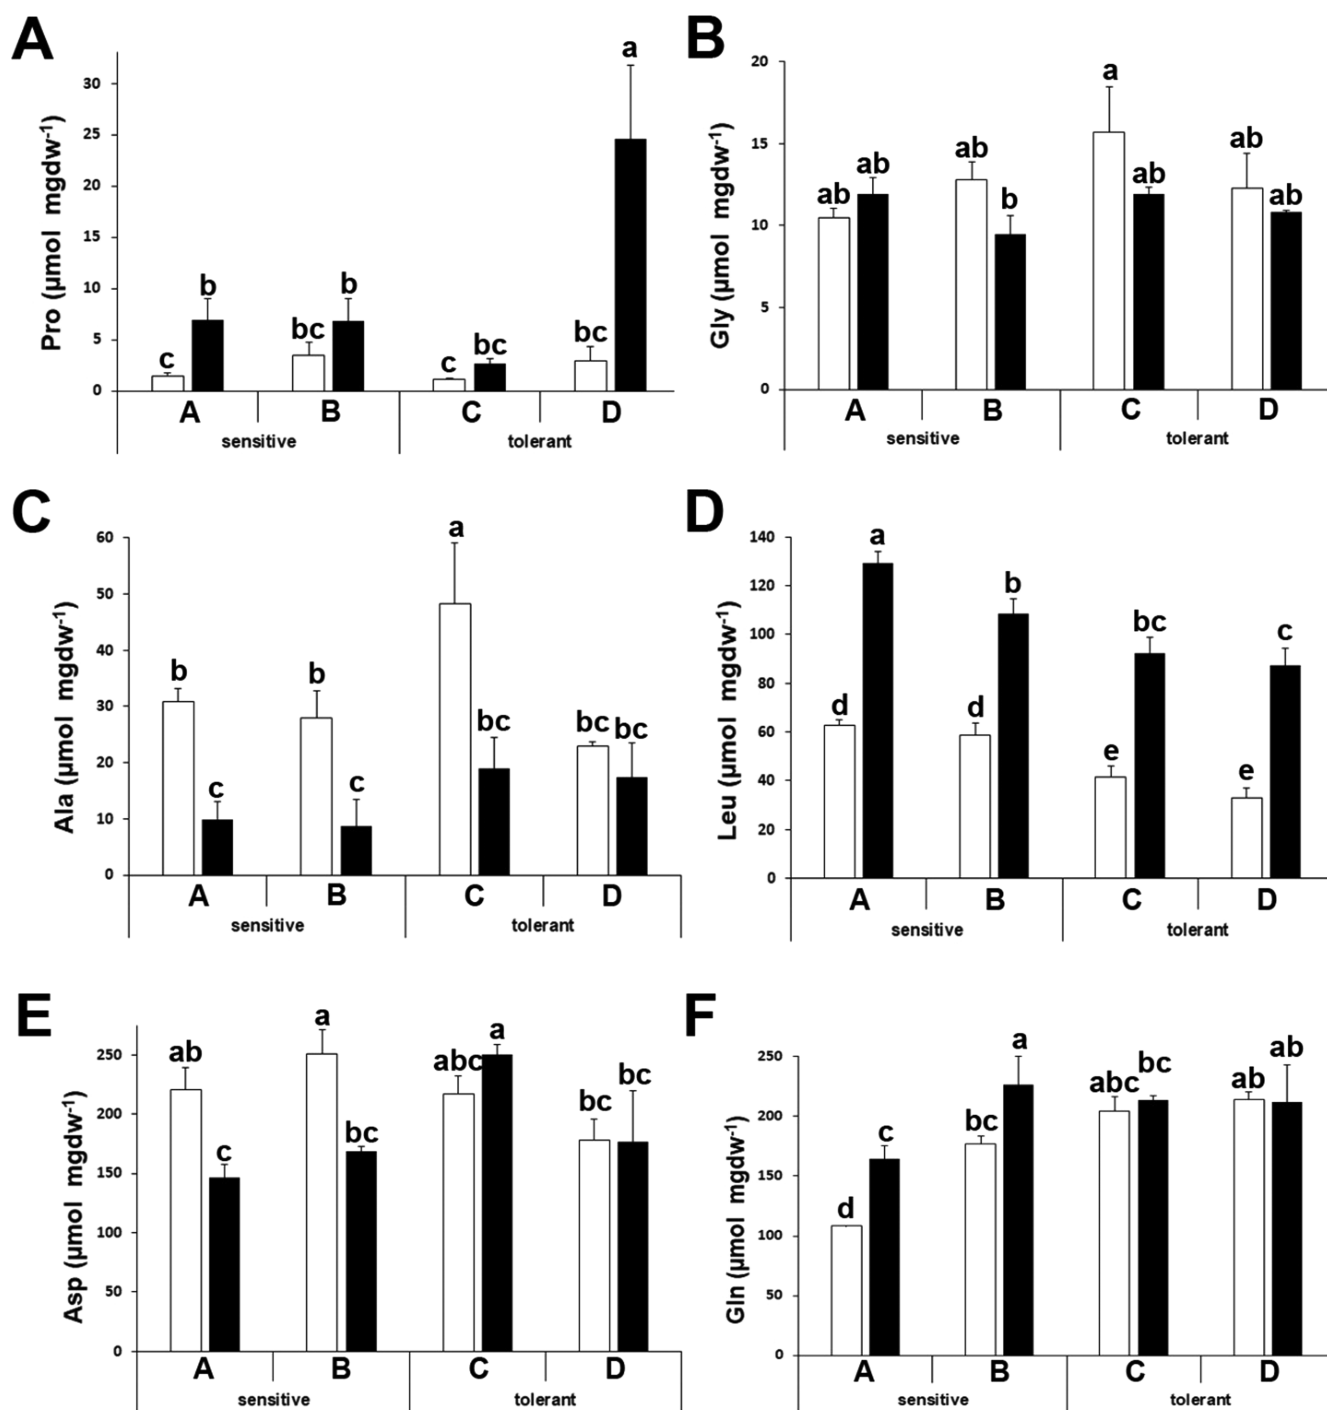 A
Pro (µmol mgdw-1)
30
25
20
15
10
5
0
c
b
bc
b
c
bc
bc
a
A
B
C
D
sensitive
tolerant
B
Gly (µmol mgdw-1)
20
15
10
5
0
ab
ab
ab
b
a
ab
ab
ab
A
B
C
D
sensitive
tolerant
C
Ala (µmol mgdw-1)
60
50
40
30
20
10
0
b
c
b
c
a
bc
bc
bc
A
B
C
D
sensitive
tolerant
D
Leu (µmol mgdw-1)
140
120
100
80
60
40
20
0
d
a
d
b
e
bc
e
c
A
B
C
D
sensitive
tolerant
E
Asp (µmol mgdw-1)
250
200
150
100
50
0
ab
c
a
bc
abc
a
bc
bc
A
B
C
D
sensitive
tolerant
F
Gln (µmol mgdw-1)
250
200
150
100
50
0
d
c
bc
a
abc
bc
ab
ab
A
B
C
D
sensitive
tolerant